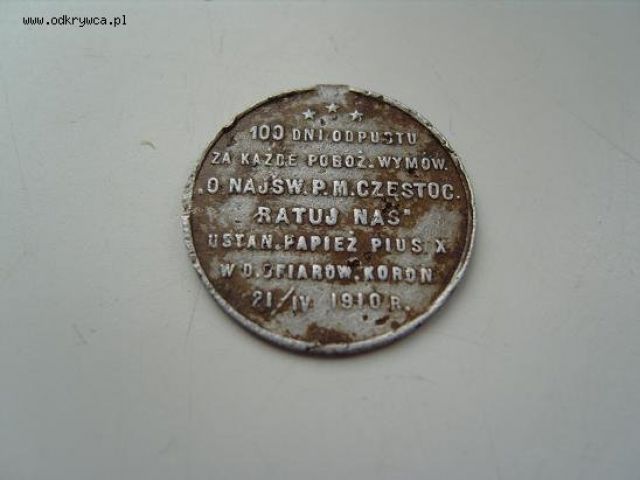 www.odkrywca.pl
100 DNI ODPUSTU
ZA KAŻDE POBOŻ. WYMÓW.
„O NAJŚW. P. M. CZĘSTOC.
RATUJ NAS"
USTAN. PAPIEŻ PIUS X
W D. OFIARÓW. KORON
21/IV 1910 R.